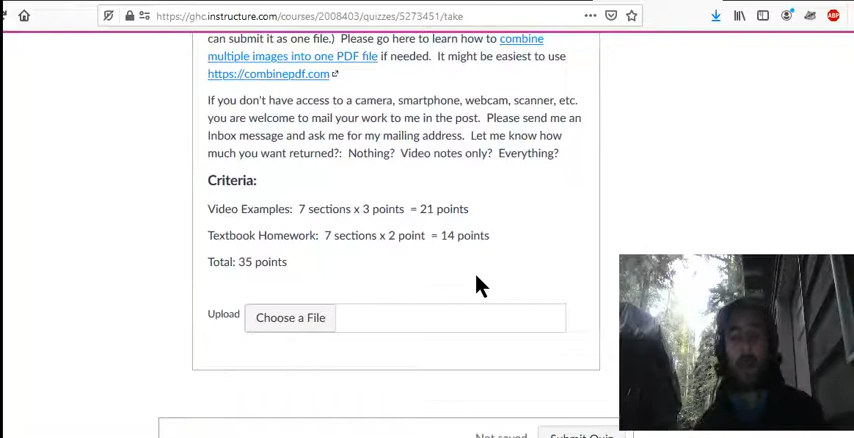 https://ghc.instructure.com/courses/2008403/quizzes/5273451/take
ABP
can submit it as one file.) Please go here to learn how to combine
multiple images into one PDF file if needed. It might be easiest to use
https://combinepdf.com
If you don't have access to a camera, smartphone, webcam, scanner, etc.
you are welcome to mail your work to me in the post. Please send me an
Inbox message and ask me for my mailing address. Let me know how
much you want returned?: Nothing? Video notes only? Everything?
Criteria:
Video Examples: 7 sections x 3 points = 21 points
Textbook Homework: 7 sections x 2 point = 14 points
Total: 35 points
Upload Choose a File
Not saved Submit Quiz